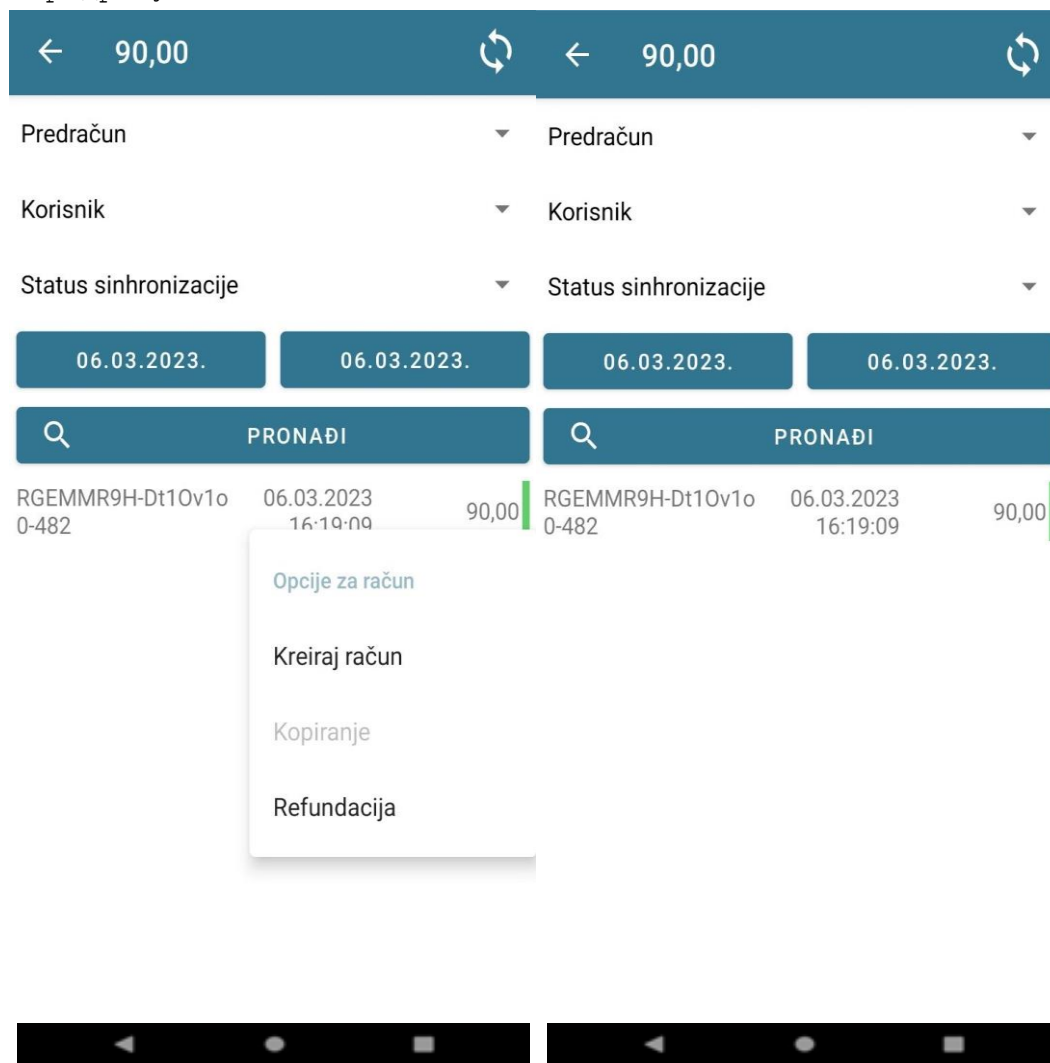 90,00
Predračun
Korisnik
Status sinhronizacije
06.03.2023. 06.03.2023.
PRONAĐI
RGEMMR9H-Dt1Ov1o 06.03.2023 90,00
0-482 16:19:09
Opcije za račun
Kreiraj račun
Kopiranje
Refundacija
90,00
Predračun
Korisnik
Status sinhronizacije
06.03.2023. 06.03.2023.
PRONAĐI
RGEMMR9H-Dt1Ov1o 06.03.2023 90,00
0-482 16:19:09